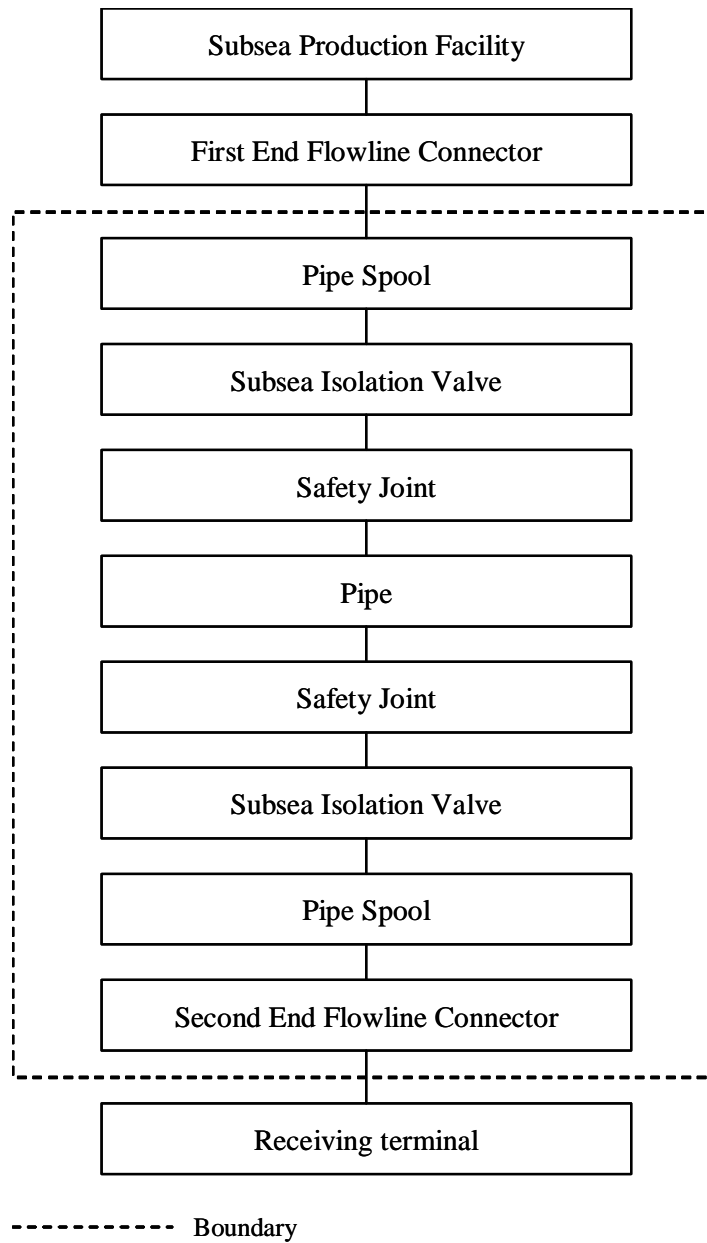 Subsea Production Facility
First End Flowline Connector
Pipe Spool
Subsea Isolation Valve
Safety Joint
Pipe
Safety Joint
Subsea Isolation Valve
Pipe Spool
Second End Flowline Connector
Receiving terminal
Boundary